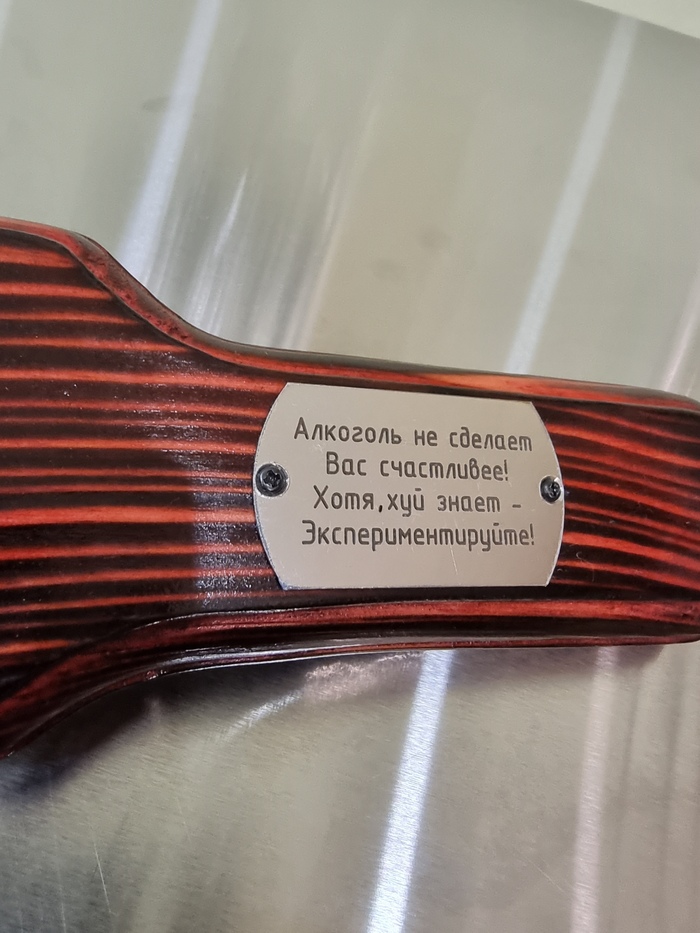 Алкоголь не сделает
Вас счастливее!
Хотя,хуй знает -
Экспериментируйте!